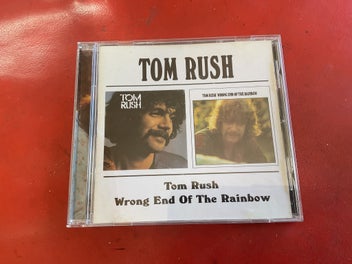 TOM RUSH
TOM
RUSH
TOM RUSH WRONG END OF THE RAINBOW
Tom Rush
Wrong End Of The Rainbow